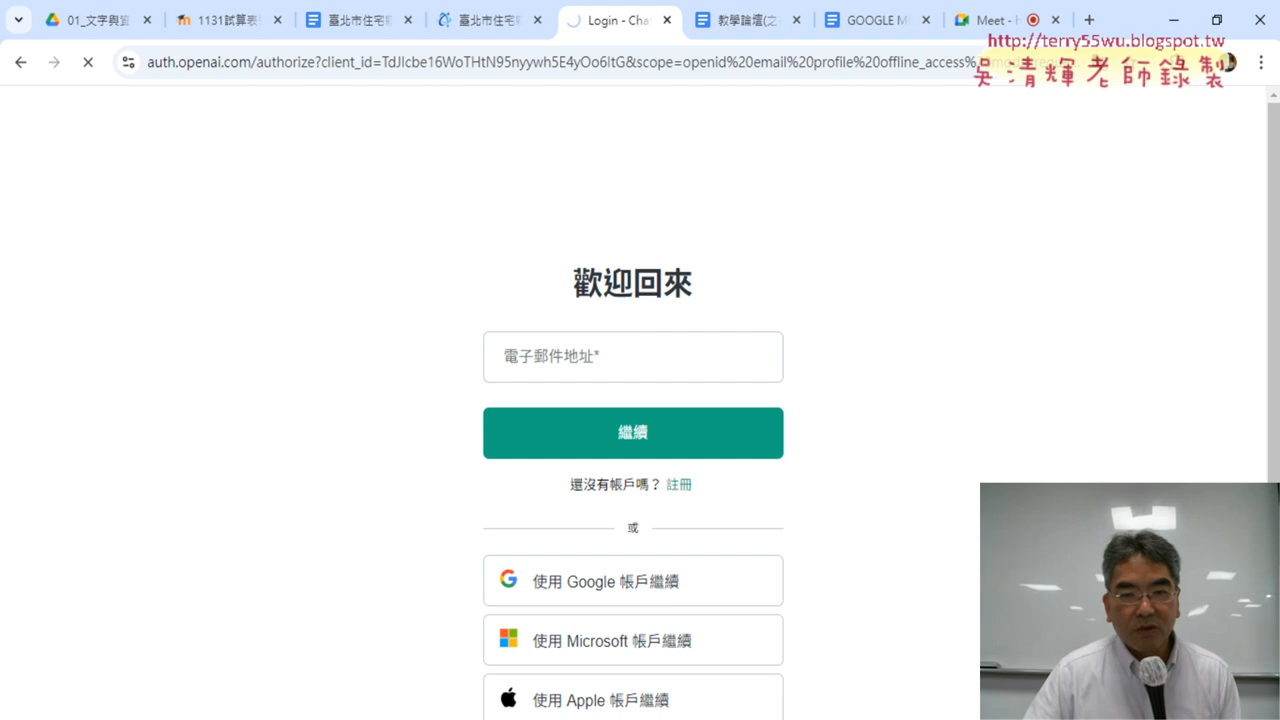 01_文字與資
1131試算表
臺北市住宅
臺北市住宅
Login - Cha
教學論壇(之
GOOGLE M
Meet -
http://terry55wu.blogspot.tw
吳清輝老師錄製
auth.openai.com/authorize?client_id=TdJIcbe16WoTHtN95nyywh5E4yOo6ItG&scope=openid%20email%20profile%20offline_access%
歡迎回來
電子郵件地址*
繼續
還沒有帳戶嗎？ 註冊
或
使用 Google 帳戶繼續
使用 Microsoft 帳戶繼續
使用 Apple 帳戶繼續